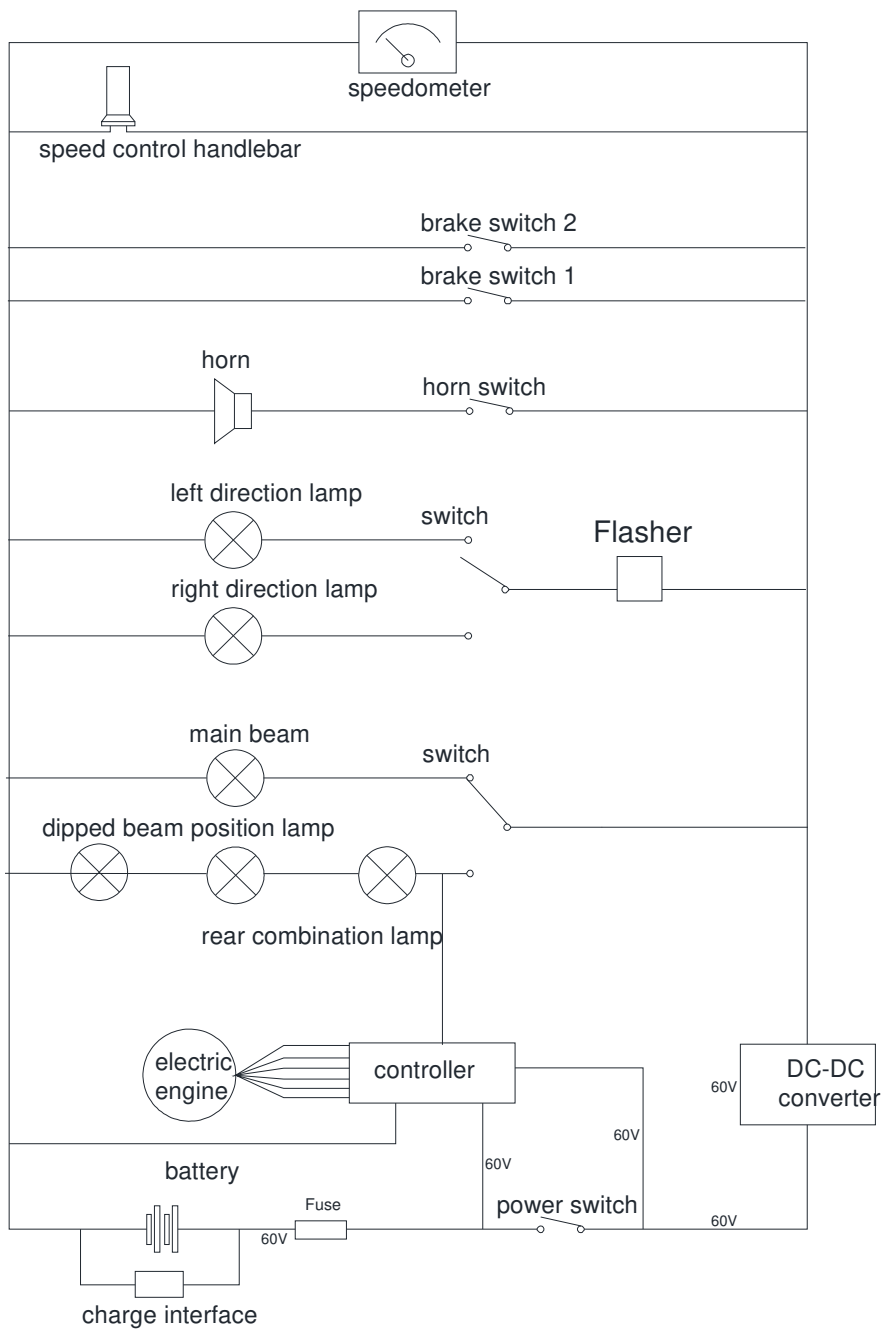 speedometer
speed control handlebar
brake switch 2
brake switch 1
horn
horn switch
left direction lamp
switch
Flasher
right direction lamp
main beam
switch
dipped beam position lamp
rear combination lamp
electric
engine
controller
60V
DC-DC
converter
60V
60V
battery
Fuse
power switch
60V
60V
charge interface